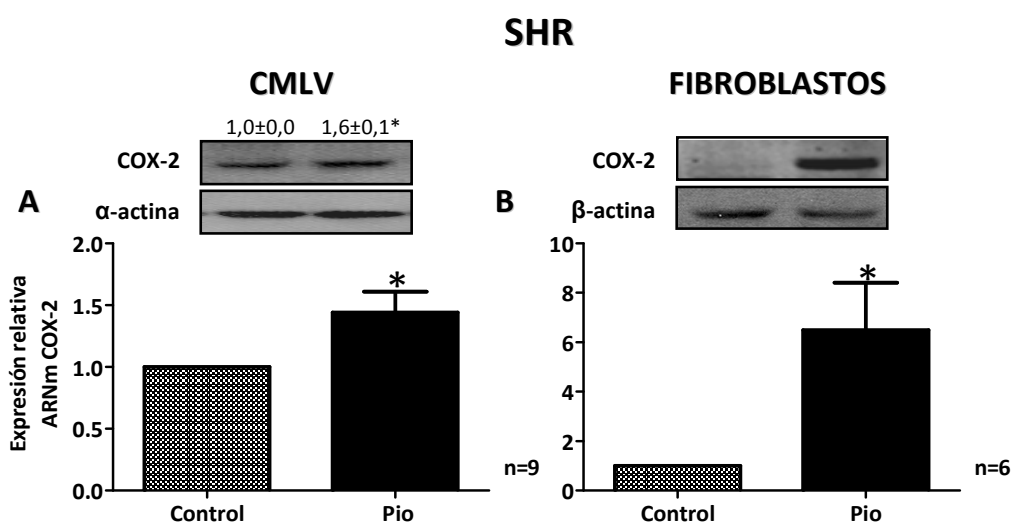 SHR
CMLV
1,0±0,0 1,6±0,1*
COX-2
α-actina
A
2.0
1.5
1.0
0.5
0.0
Expresión relativa
ARNm COX-2
*
n=9
Control Pio
FIBROBLASTOS
COX-2
β-actina
B
10
8
6
4
2
0
*
n=6
Control Pio